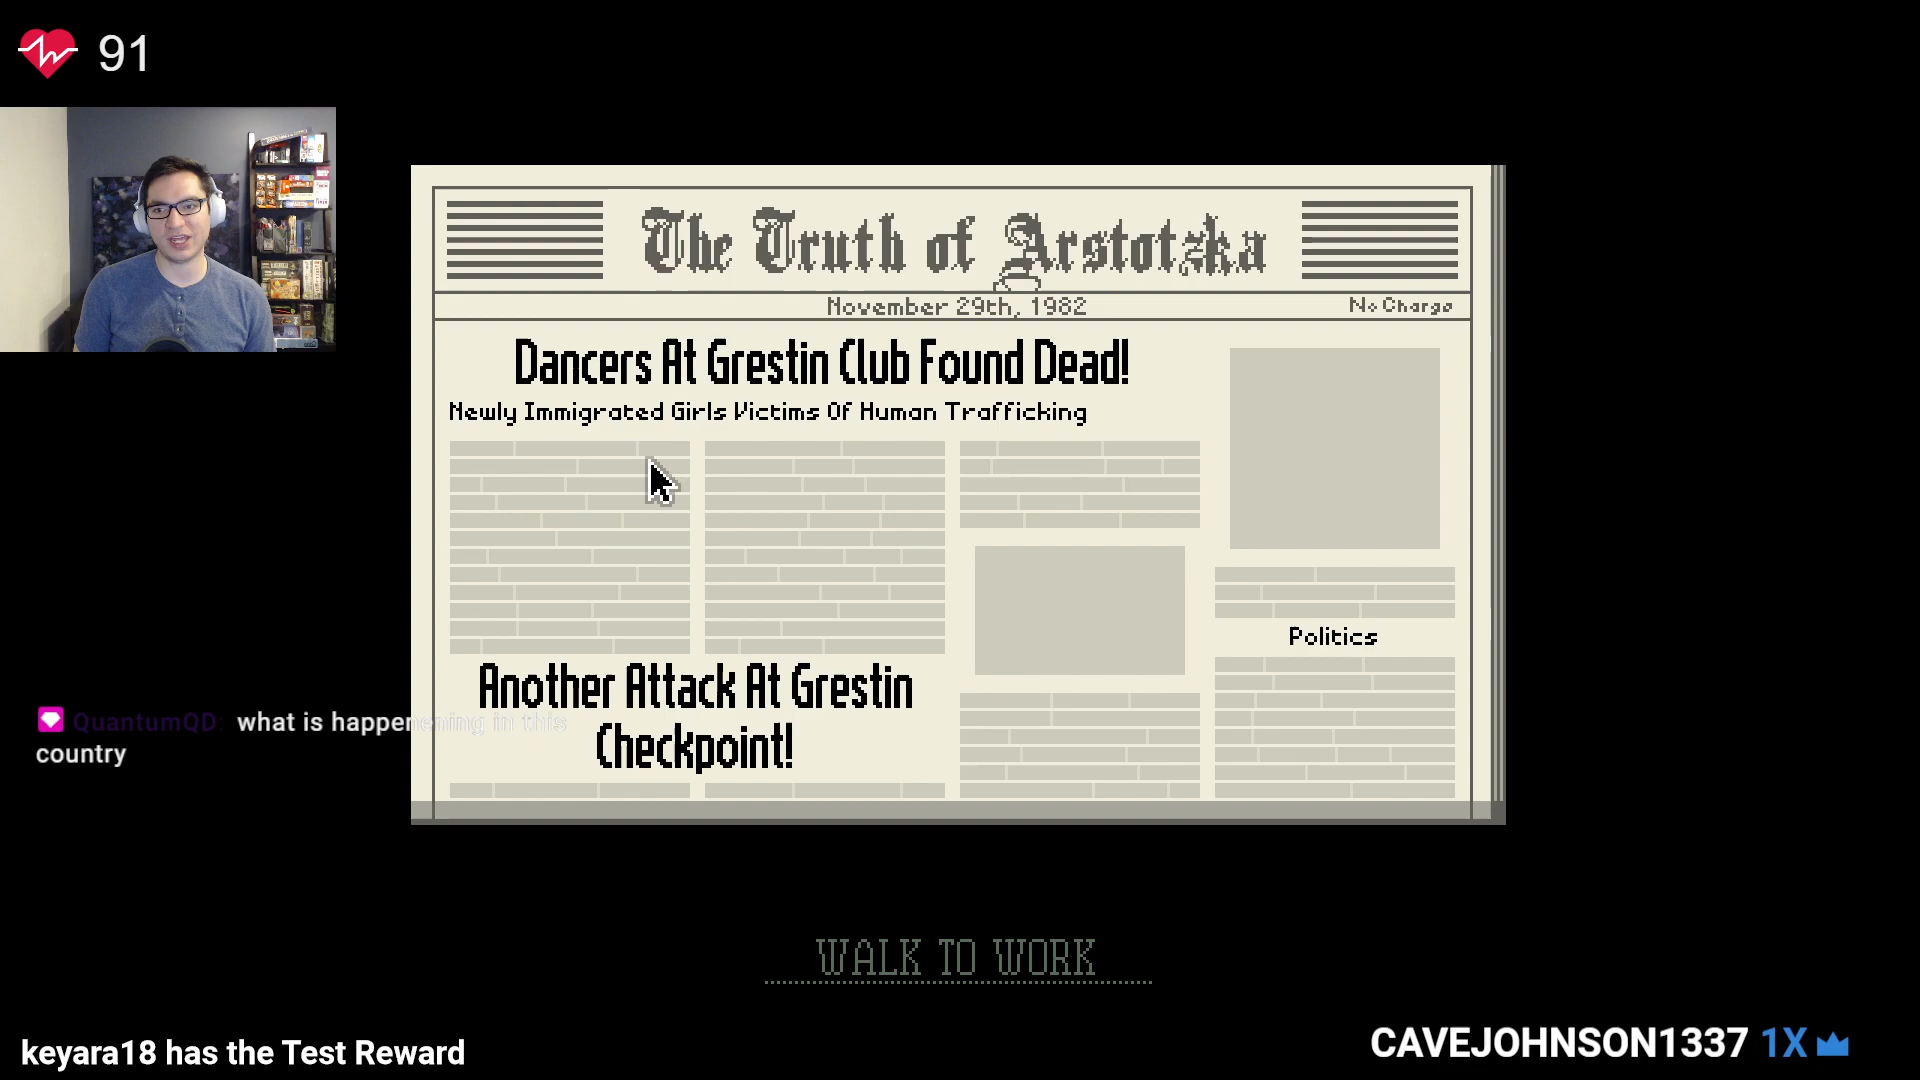 91
The Truth of Arstotzka
November 29th, 1982
No Charge
Dancers At Grestin Club Found Dead!
Newly Immigrated Girls Victims Of Human Trafficking
Politics
Another Attack At Grestin
Checkpoint!
QuantumQD: what is happenening in this
country
WALK TO WORK
keyara18 has the Test Reward
CAVEJOHNSON1337 1X